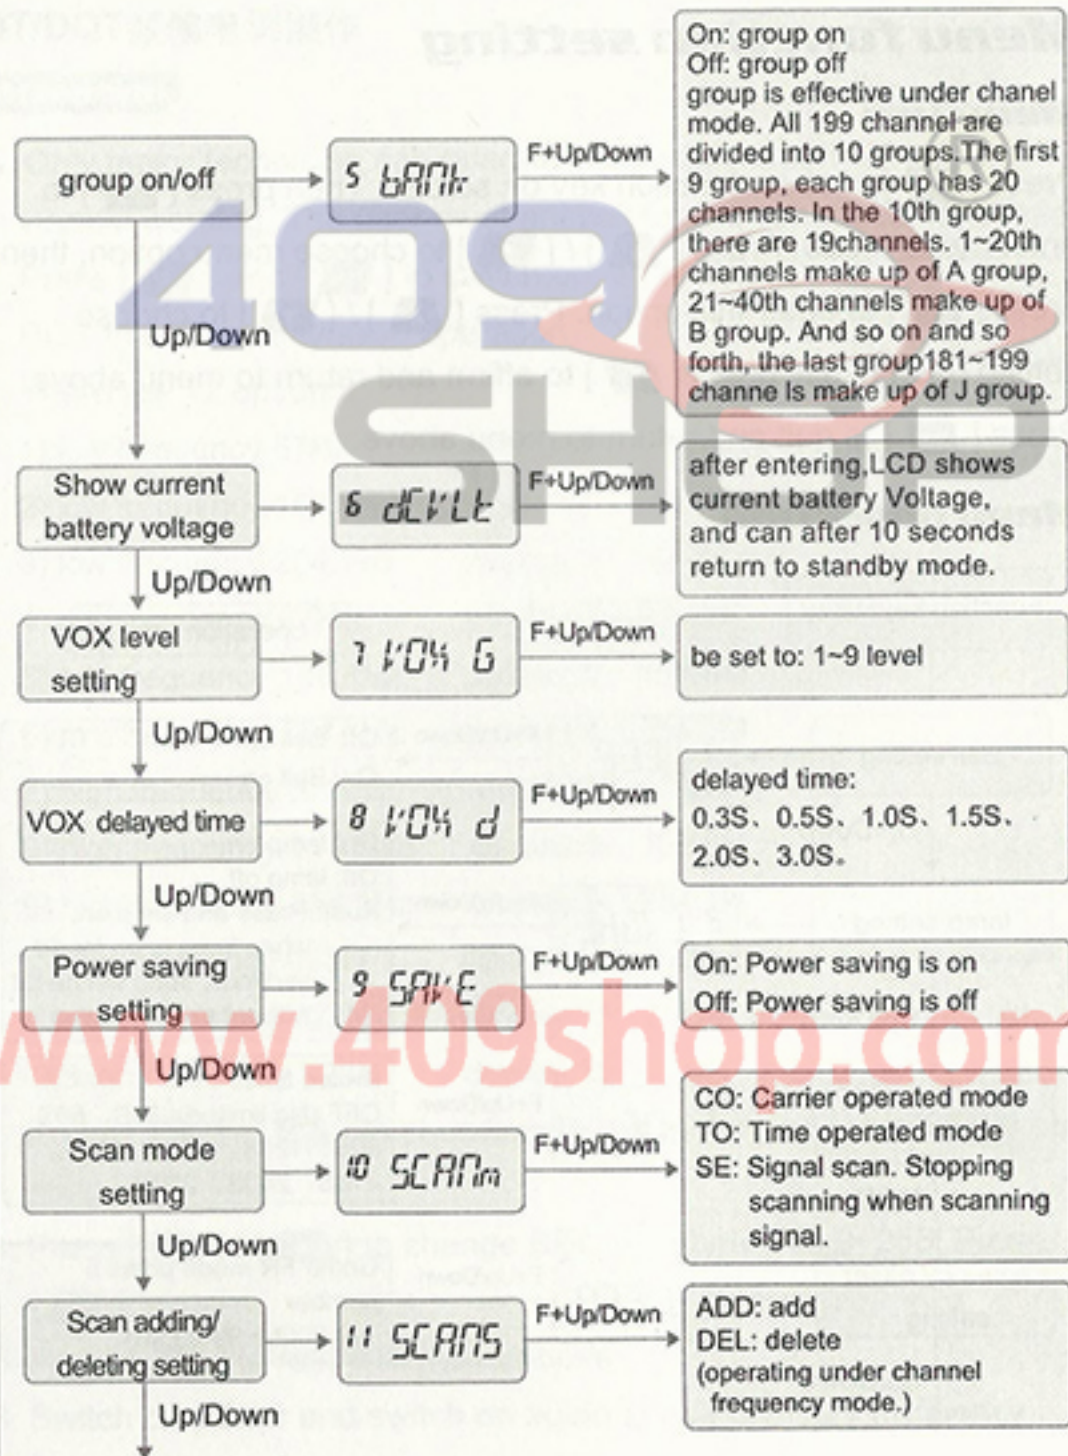 On: group on
Off: group off
group is effective under chanel
mode. All 199 channel are
divided into 10 groups. The first
9 group, each group has 20
channels. In the 10th group,
there are 19channels. 1~20th
channels make up of A group,
21~40th channels make up of
B group. And so on and so
forth, the last group181~199
channe ls make up of J group.
group on/off
5 bANk
F+Up/Down
409
SHOP
Up/Down
Show current
battery voltage
6 dCVLt
F+Up/Down
after entering,LCD shows
current battery Voltage,
and can after 10 seconds
return to standby mode.
Up/Down
VOX level
setting
7 VOX G
F+Up/Down
be set to: 1~9 level
Up/Down
VOX delayed time
8 VOX d
F+Up/Down
delayed time:
0.3S、0.5S、1.0S、1.5S、
2.0S、3.0S。
Up/Down
Power saving
setting
9 SAVE
F+Up/Down
On: Power saving is on
Off: Power saving is off
www.409shop.com
Up/Down
Scan mode
setting
10 SCANm
F+Up/Down
CO: Carrier operated mode
TO: Time operated mode
SE: Signal scan. Stopping
scanning when scanning
signal.
Up/Down
Scan adding/
deleting setting
11 SCANS
F+Up/Down
ADD: add
DEL: delete
(operating under channel
frequency mode.)
Up/Down